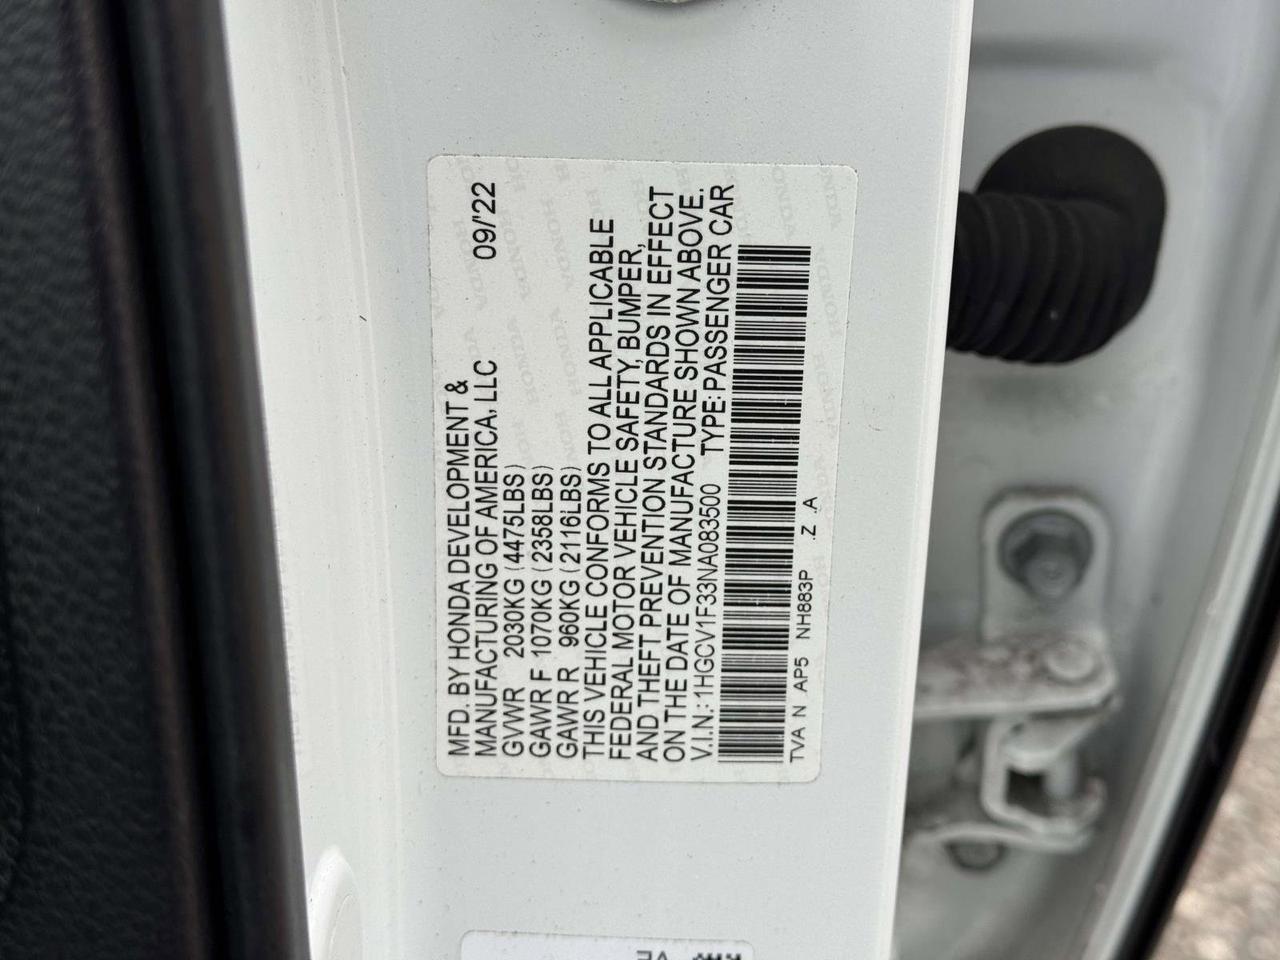 MFD. BY HONDA DEVELOPMENT &
MANUFACTURING OF AMERICA, LLC 09/'22
GVWR 2030KG (4475LBS)
GAWR F 1070KG (2358LBS)
GAWR R 960KG (2116LBS)
THIS VEHICLE CONFORMS TO ALL APPLICABLE
FEDERAL MOTOR VEHICLE SAFETY, BUMPER,
AND THEFT PREVENTION STANDARDS IN EFFECT
ON THE DATE OF MANUFACTURE SHOWN ABOVE..
V.I.N.: 1HGCV1F33NA083500 TYPE: PASSENGER CAR
TVA N AP5 NH883P .Z .A